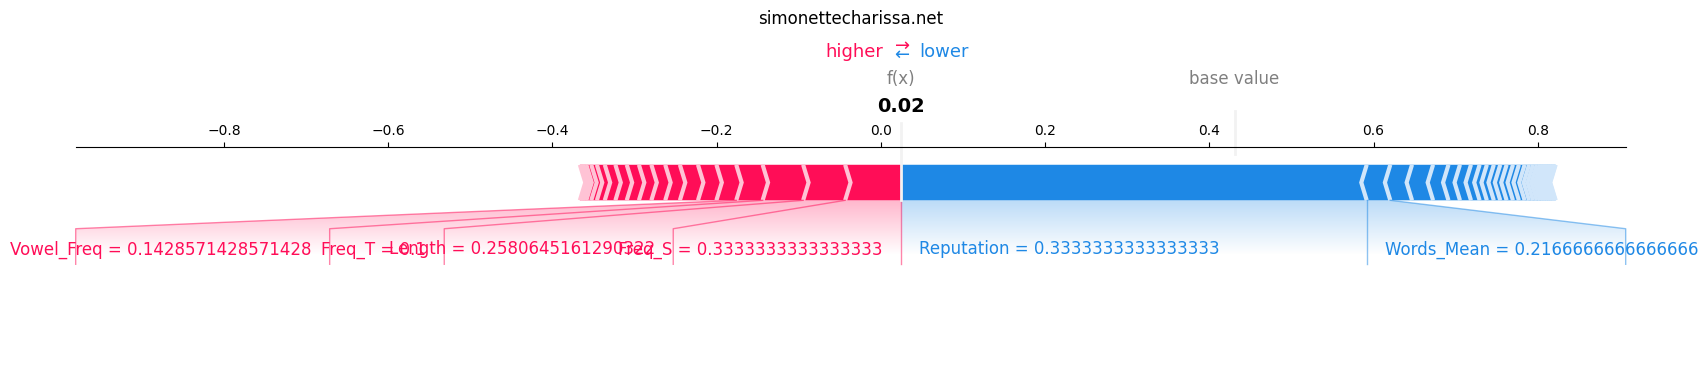 simonettecharissa.net
higher → ← lower
f(x) base value
0.02
−0.8 −0.6 −0.4 −0.2 0.0 0.2 0.4 0.6 0.8
Vowel_Freq = 0.1428571428571428 Freq_T = 0.1 Length = 0.2580645161290322 Freq_S = 0.3333333333333333 Reputation = 0.3333333333333333 Words_Mean = 0.2166666666666666